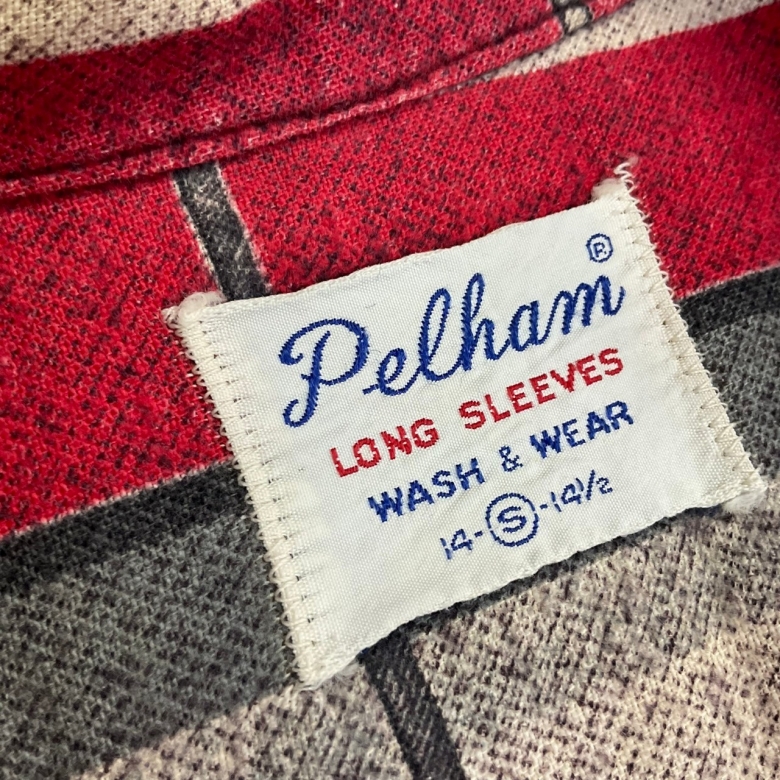 Pelham ®
LONG SLEEVES
WASH & WEAR
14-Ⓢ-14½